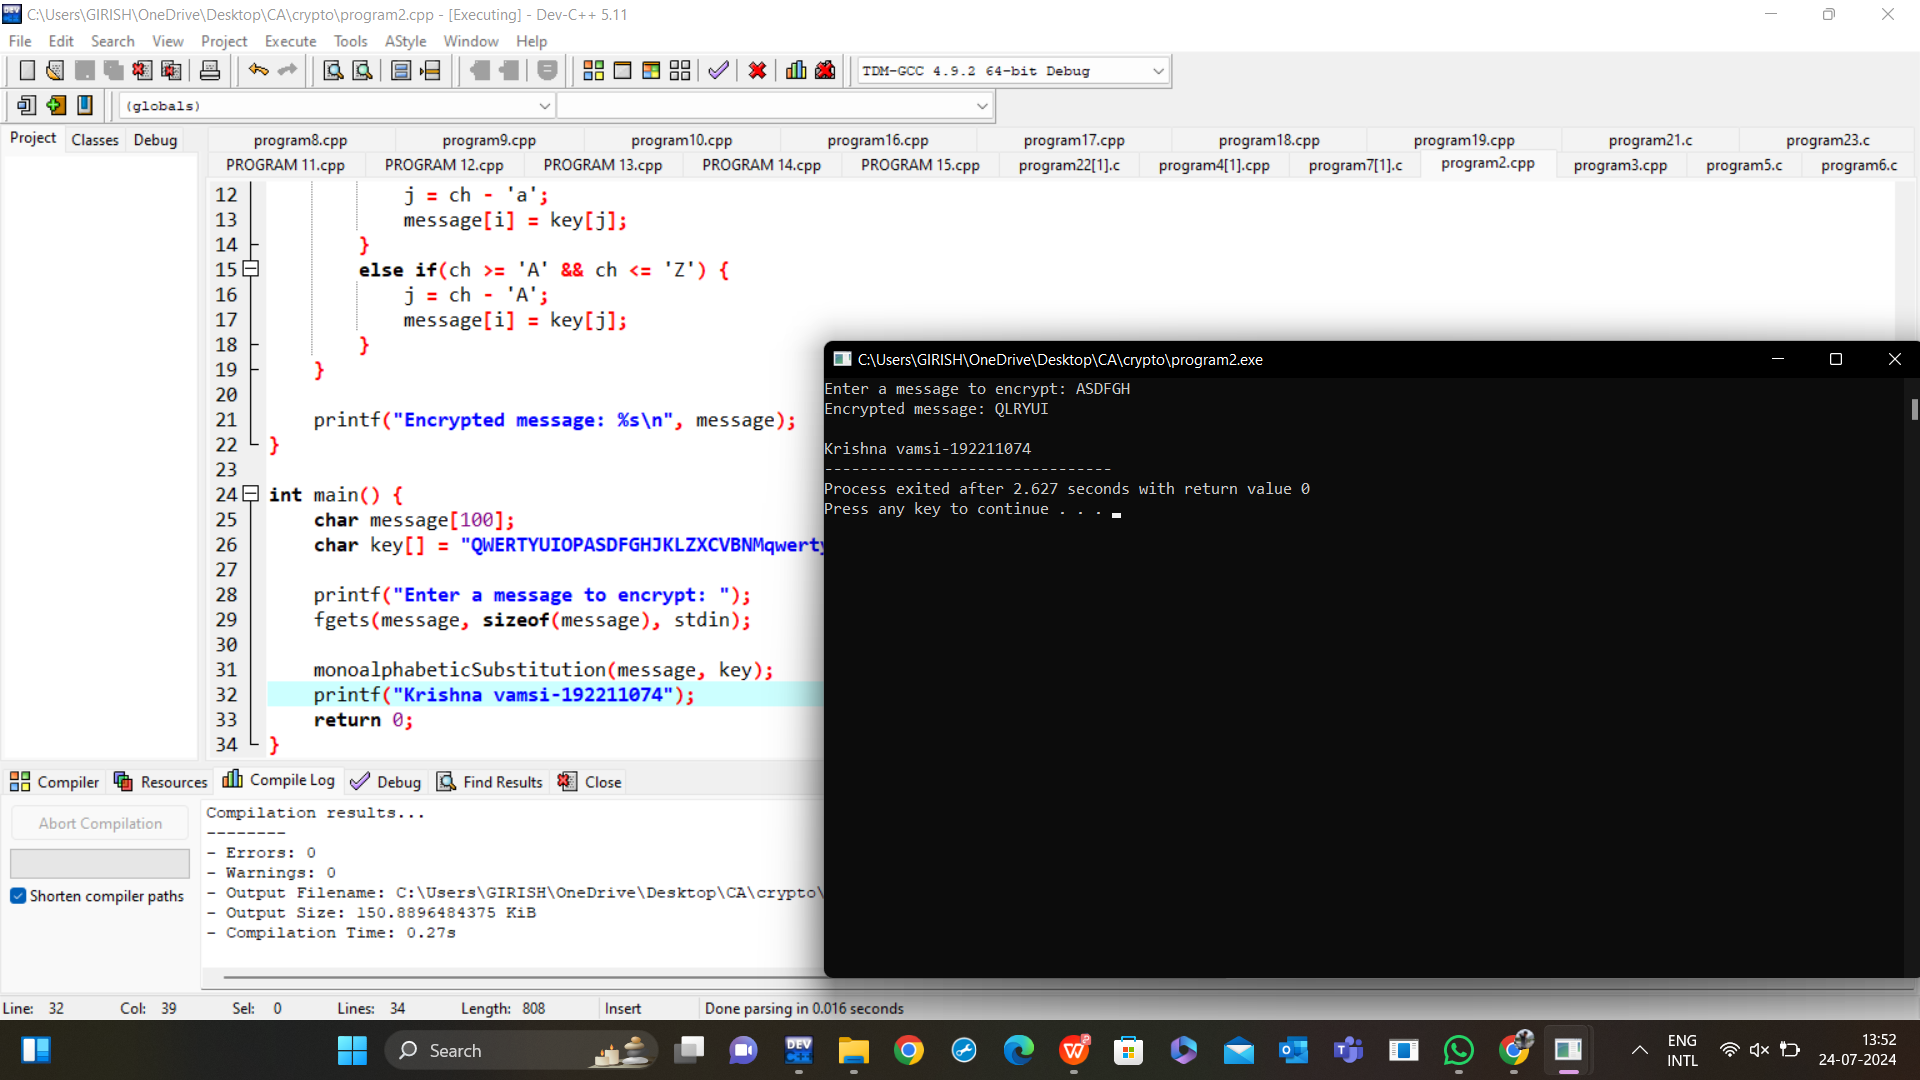 C:\Users\GIRISH\OneDrive\Desktop\CA\crypto\program2.cpp - [Executing] - Dev-C++ 5.11
File Edit Search View Project Execute Tools AStyle Window Help
TDM-GCC 4.9.2 64-bit Debug
(globals)
Project Classes Debug
program8.cpp program9.cpp program10.cpp program16.cpp program17.cpp program18.cpp program19.cpp program21.c program23.c
PROGRAM 11.cpp PROGRAM 12.cpp PROGRAM 13.cpp PROGRAM 14.cpp PROGRAM 15.cpp program22[1].c program4[1].cpp program7[1].c program2.cpp program3.cpp program5.c program6.c
12 j = ch - 'a';
13 message[i] = key[j];
14 }
15 else if(ch >= 'A' && ch <= 'Z') {
16 j = ch - 'A';
17 message[i] = key[j];
18 }
19 }
20
21 printf("Encrypted message: %s\n", message);
22 }
23
24 int main() {
25 char message[100];
26 char key[] = "QWERTYUIOPASDFGHJKLZXCVBNMqwerty
27
28 printf("Enter a message to encrypt: ");
29 fgets(message, sizeof(message), stdin);
30
31 monoalphabeticSubstitution(message, key);
32 printf("Krishna vamsi-192211074");
33 return 0;
34 }
C:\Users\GIRISH\OneDrive\Desktop\CA\crypto\program2.exe
Enter a message to encrypt: ASDFGH
Encrypted message: QLRYUI
Krishna vamsi-192211074
--------------------------------
Process exited after 2.627 seconds with return value 0
Press any key to continue . . .
Compiler Resources Compile Log Debug Find Results Close
Abort Compilation
Shorten compiler paths
Compilation results...
--------
- Errors: 0
- Warnings: 0
- Output Filename: C:\Users\GIRISH\OneDrive\Desktop\CA\crypto\
- Output Size: 150.8896484375 KiB
- Compilation Time: 0.27s
Line: 32 Col: 39 Sel: 0 Lines: 34 Length: 808 Insert Done parsing in 0.016 seconds
Search
ENG
INTL
13:52
24-07-2024